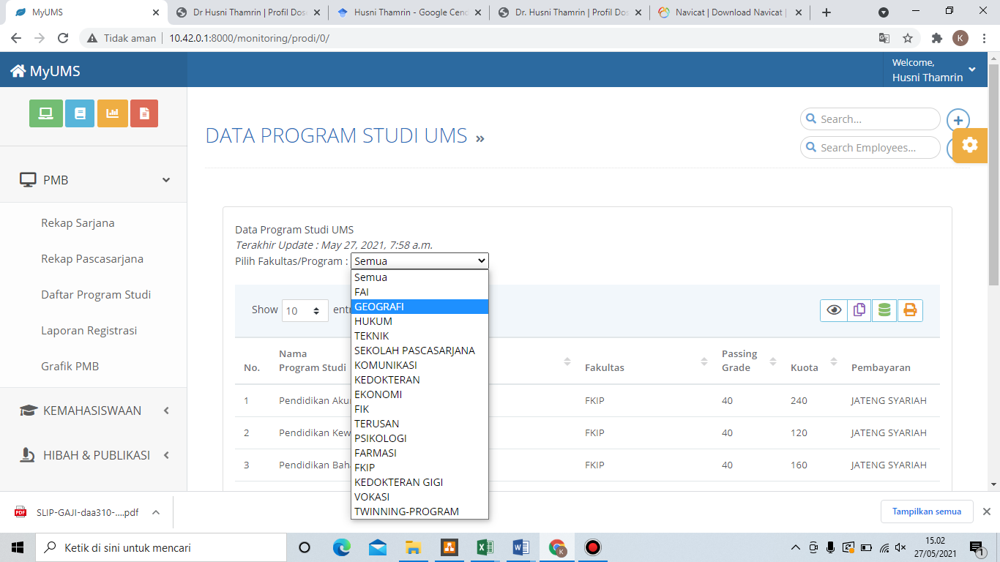 MyUMS
Dr Husni Thamrin | Profil Dos
Husni Thamrin - Google Cend
Dr. Husni Thamrin | Profil Dos
Navicat | Download Navicat |
Tidak aman
10.42.0.1:8000/monitoring/prodi/0/
K
MyUMS
Welcome,
Husni Thamrin
Search...
Search Employees...
DATA PROGRAM STUDI UMS »
PMB
Rekap Sarjana
Rekap Pascasarjana
Daftar Program Studi
Laporan Registrasi
Grafik PMB
KEMAHASISWAAN
HIBAH & PUBLIKASI
Data Program Studi UMS
Terakhir Update : May 27, 2021, 7:58 a.m.
Pilih Fakultas/Program : Semua
Semua
FAI
GEOGRAFI
HUKUM
TEKNIK
SEKOLAH PASCASARJANA
KOMUNIKASI
KEDOKTERAN
EKONOMI
FIK
TERUSAN
PSIKOLOGI
FARMASI
FKIP
KEDOKTERAN GIGI
VOKASI
TWINNING-PROGRAM
Show 10
No. Nama Program Studi Fakultas Passing Grade Kuota Pembayaran
1 Pendidikan Aku FKIP 40 240 JATENG SYARIAH
2 Pendidikan Kew FKIP 40 120 JATENG SYARIAH
3 Pendidikan Bah FKIP 40 160 JATENG SYARIAH
PDF
SLIP-GAJI-daa310-....pdf
Tampilkan semua
Ketik di sini untuk mencari
15.02
27/05/2021
1